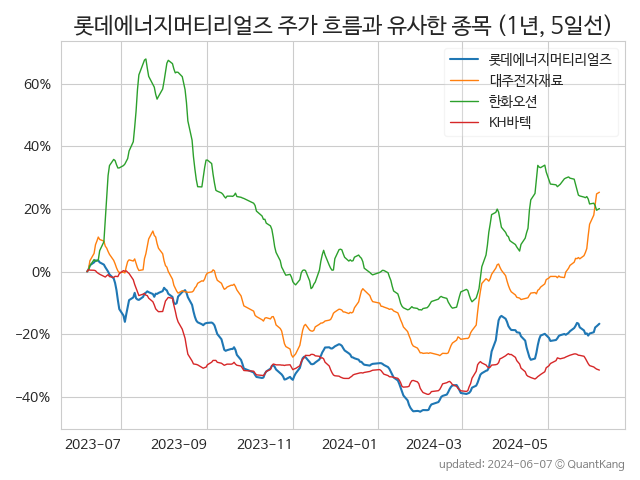 롯데에너지머티리얼즈 주가 흐름과 유사한 종목 (1년, 5일선)
롯데에너지머티리얼즈
대주전자재료
한화오션
KH바텍
60%
40%
20%
0%
−20%
−40%
2023-07
2023-09
2023-11
2024-01
2024-03
2024-05
updated: 2024-06-07 © QuantKang